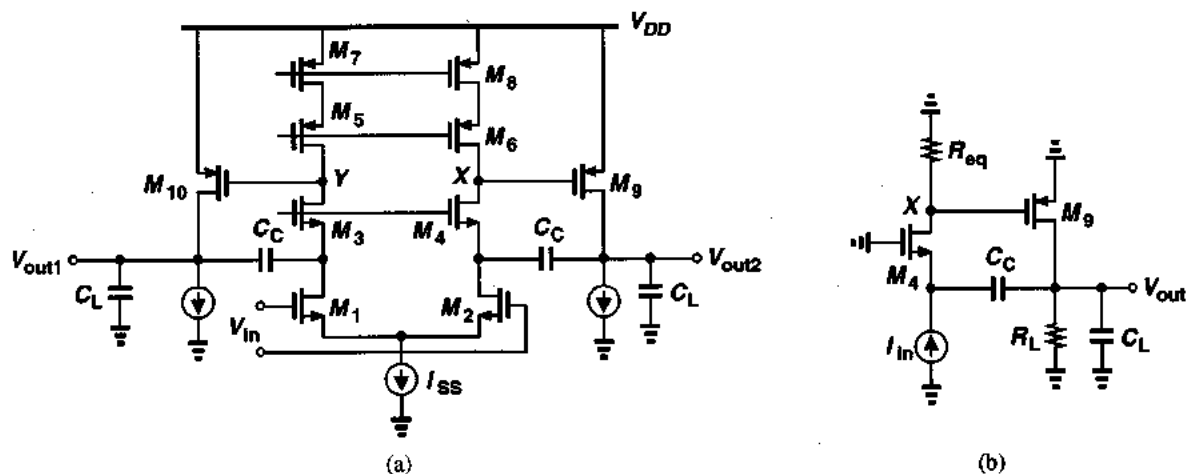 V_DD
M_7
M_8
M_5
M_6
M_10
Y
X
M_9
C_C
M_3
M_4
C_C
V_out1
V_out2
C_L
M_1
M_2
C_L
V_in
I_SS
(a)
R_eq
X
M_9
M_4
C_C
V_out
I_in
R_L
C_L
(b)